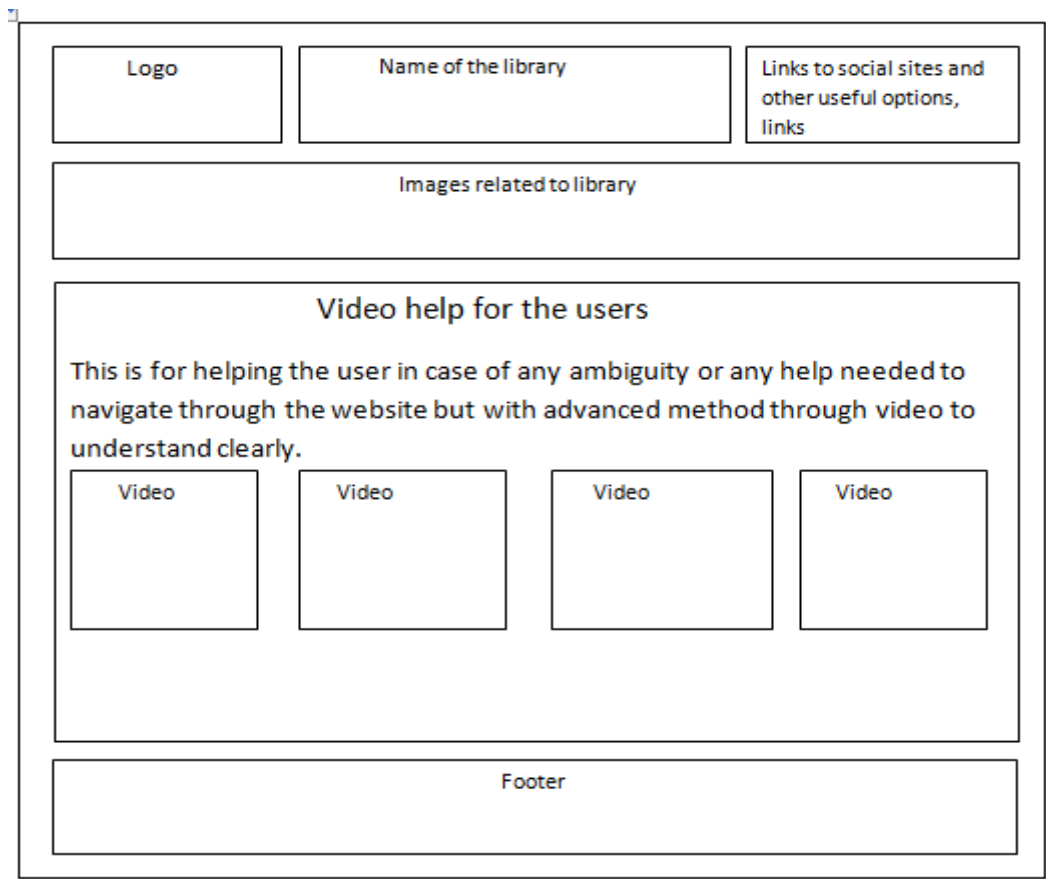 Logo
Name of the library
Links to social sites and
other useful options,
links
Images related to library
Video help for the users
This is for helping the user in case of any ambiguity or any help needed to
navigate through the website but with advanced method through video to
understand clearly.
Video
Video
Video
Video
Footer